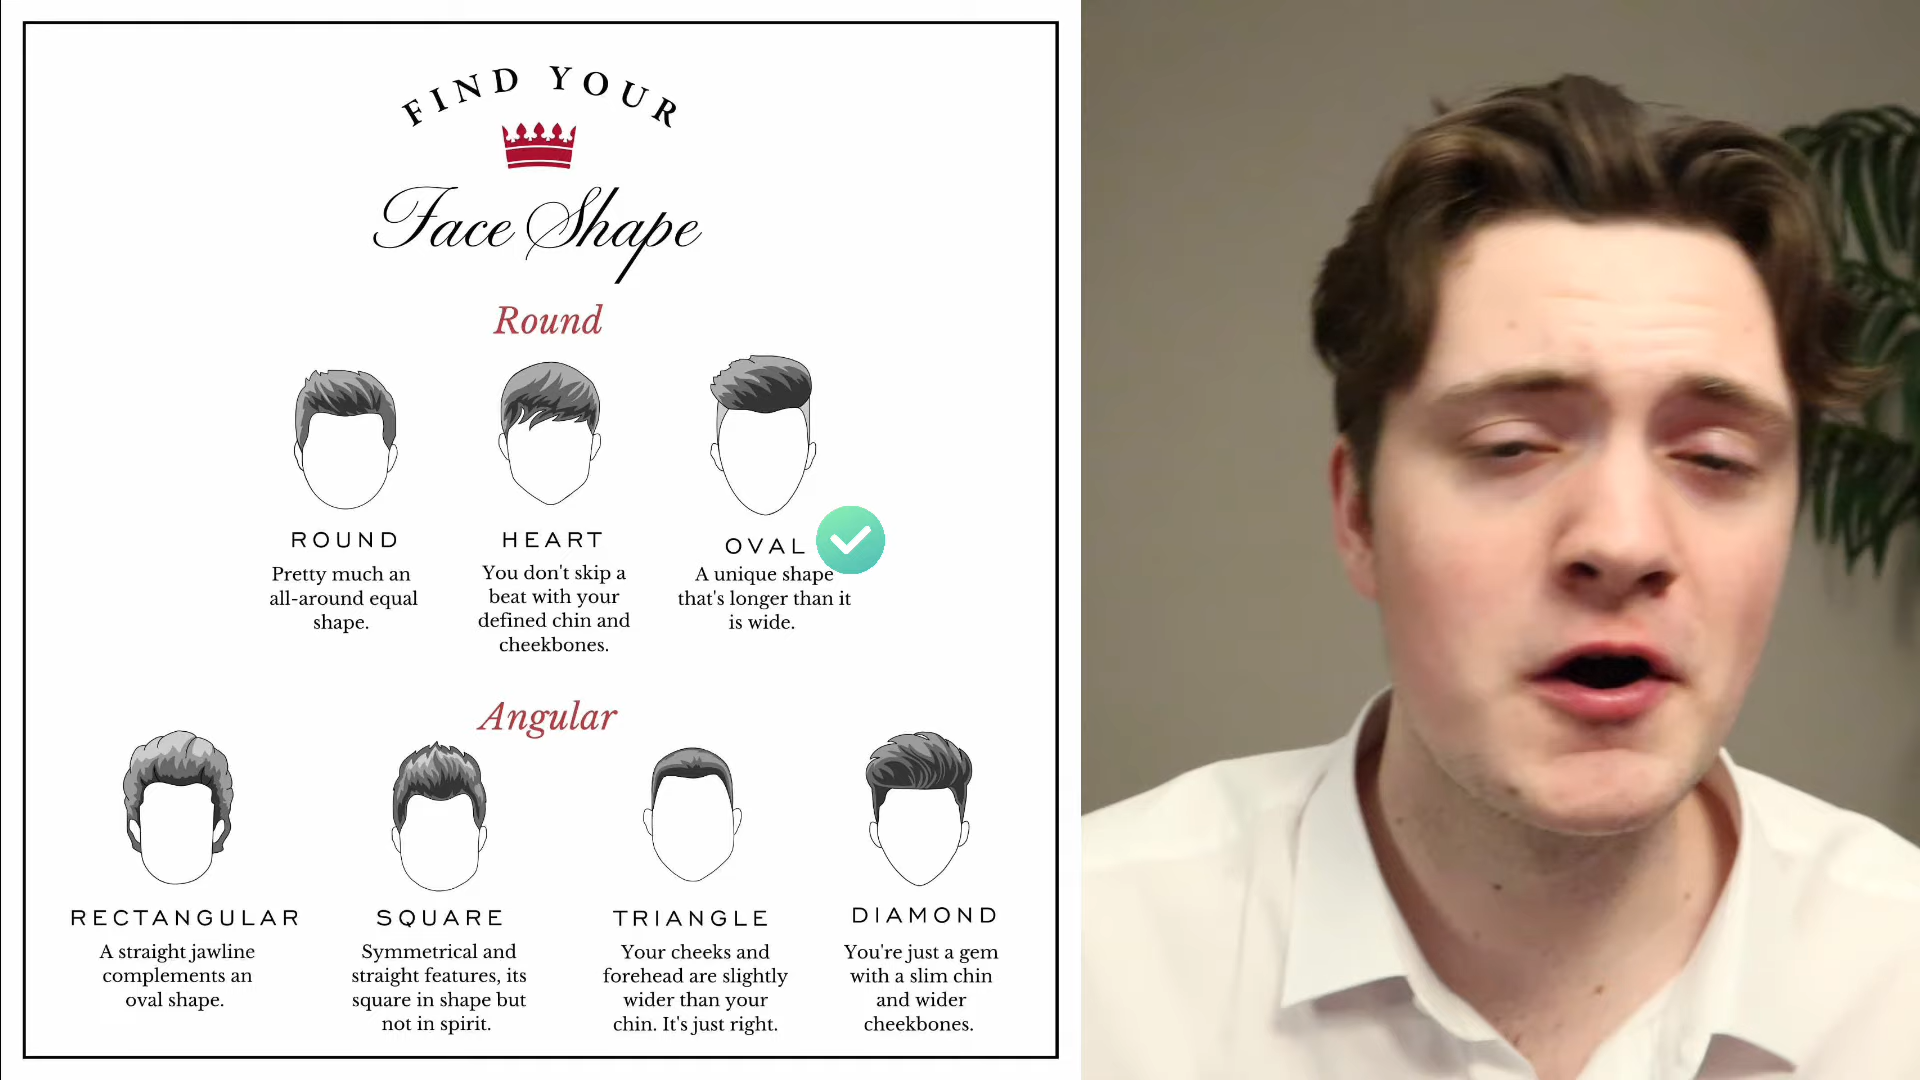 FIND YOUR
Face Shape
Round
ROUND
Pretty much an
all-around equal
shape.
HEART
You don't skip a
beat with your
defined chin and
cheekbones.
OVAL
A unique shape
that's longer than it
is wide.
Angular
RECTANGULAR
A straight jawline
complements an
oval shape.
SQUARE
Symmetrical and
straight features, its
square in shape but
not in spirit.
TRIANGLE
Your cheeks and
forehead are slightly
wider than your
chin. It's just right.
DIAMOND
You're just a gem
with a slim chin
and wider
cheekbones.